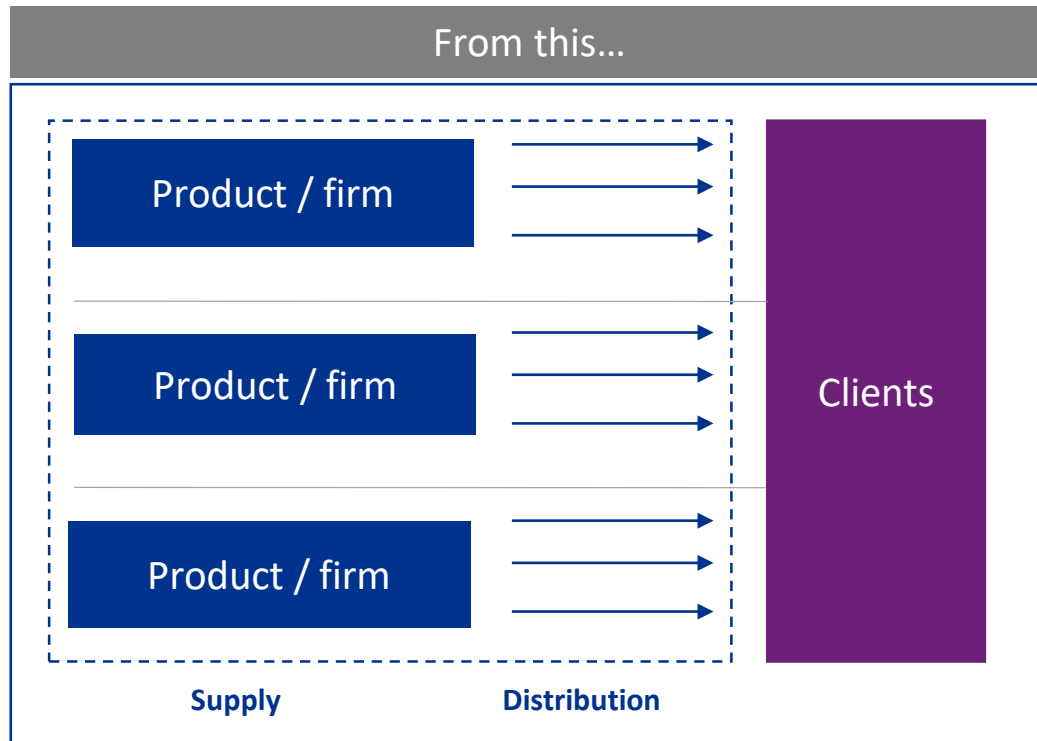 From this…
Product / firm
Product / firm
Clients
Product / firm
Supply
Distribution